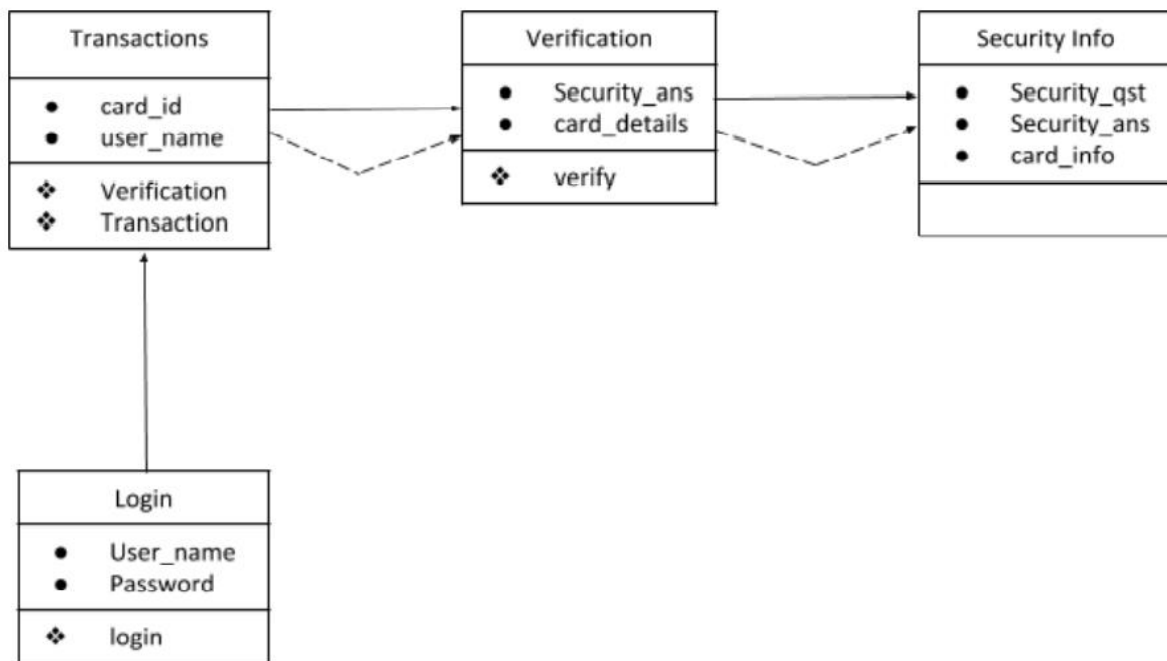 Transactions
card_id
user_name
Verification
Transaction
Verification
Security_ans
card_details
verify
Security Info
Security_qst
Security_ans
card_info
Login
User_name
Password
login